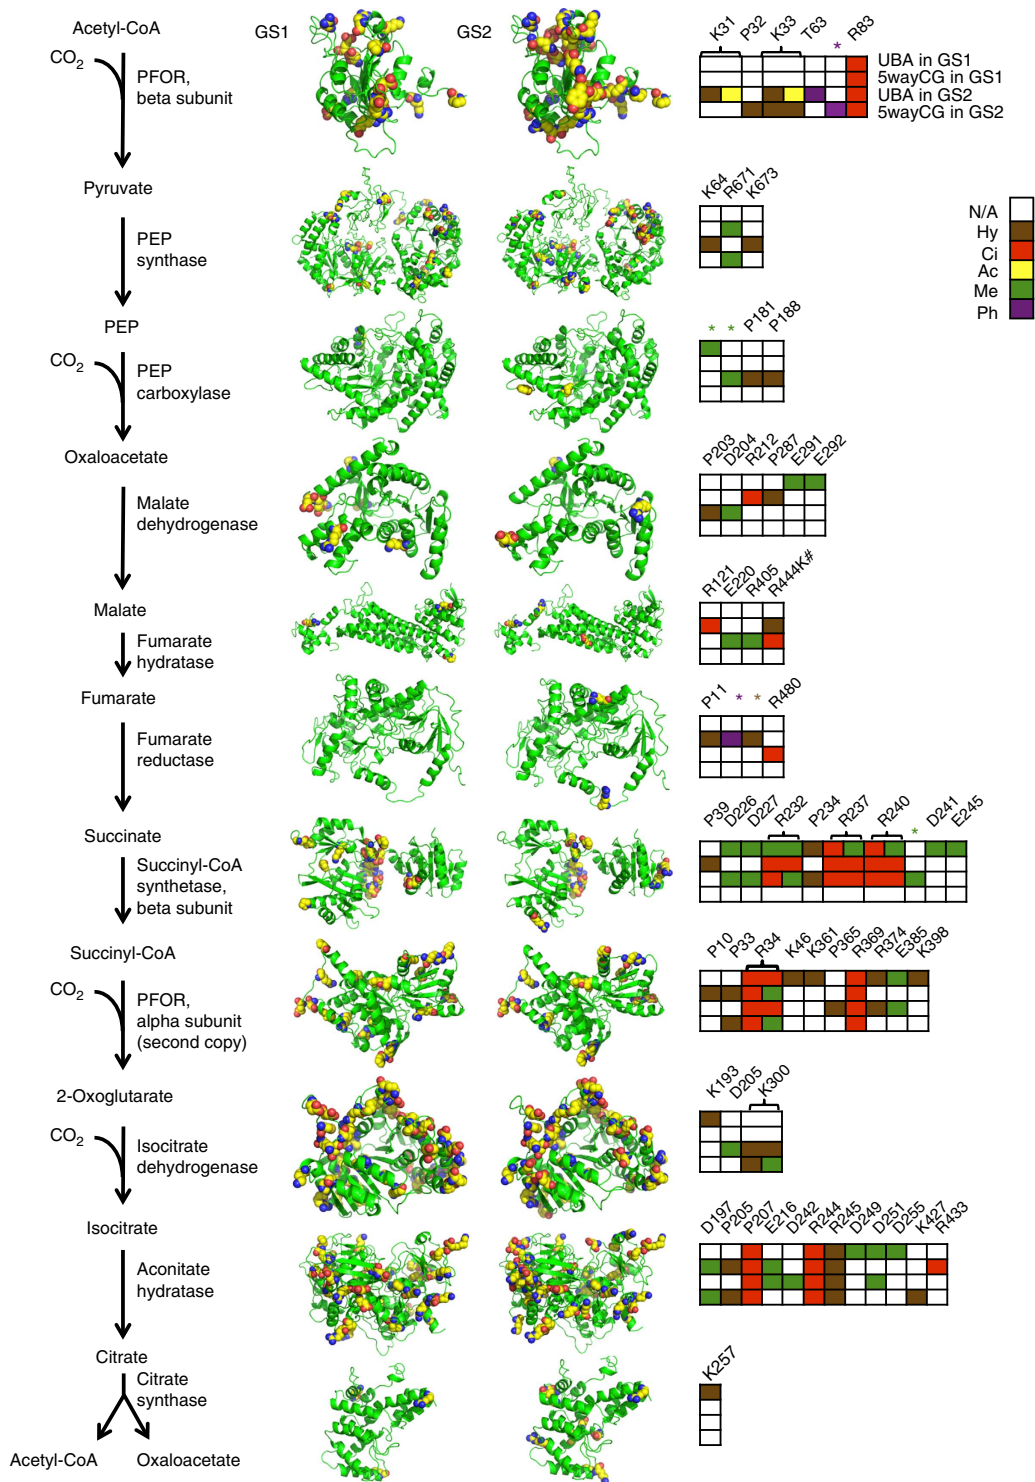 Acetyl-CoA
CO2
PFOR,
beta subunit
Pyruvate
PEP
synthase
PEP
CO2
PEP
carboxylase
Oxaloacetate
Malate
dehydrogenase
Malate
Fumarate
hydratase
Fumarate
Fumarate
reductase
Succinate
Succinyl-CoA
synthetase,
beta subunit
Succinyl-CoA
CO2
PFOR,
alpha subunit
(second copy)
2-Oxoglutarate
CO2
Isocitrate
dehydrogenase
Isocitrate
Aconitate
hydratase
Citrate
Citrate
synthase
Acetyl-CoA
Oxaloacetate
GS1
GS2
K31 P32 K33 T63 * R83
UBA in GS1
5wayCG in GS1
UBA in GS2
5wayCG in GS2
K64 R671 K673
N/A
Hy
Ci
Ac
Me
Ph
* * P181 P188
P203 D204 R212 P287 E291 E292
R121 E220 R405 R444K#
P11 * * R480
P39 D226 D227 R232 P234 R237 R240 * D241 E245
P10 P33 R34 K46 K361 P365 R369 R374 E385 K398
K193 D205 K300
D197 P205 P207 E216 D242 R244 R245 D249 D251 D255 K427 R433
K257